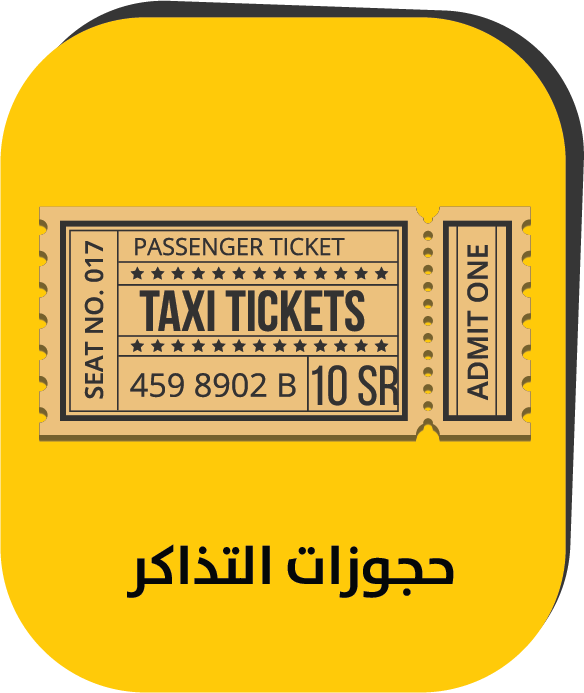 SEAT NO. 017
PASSENGER TICKET
TAXI TICKETS
459 8902 B
10 SR
ADMIT ONE
حجوزات التذاكر